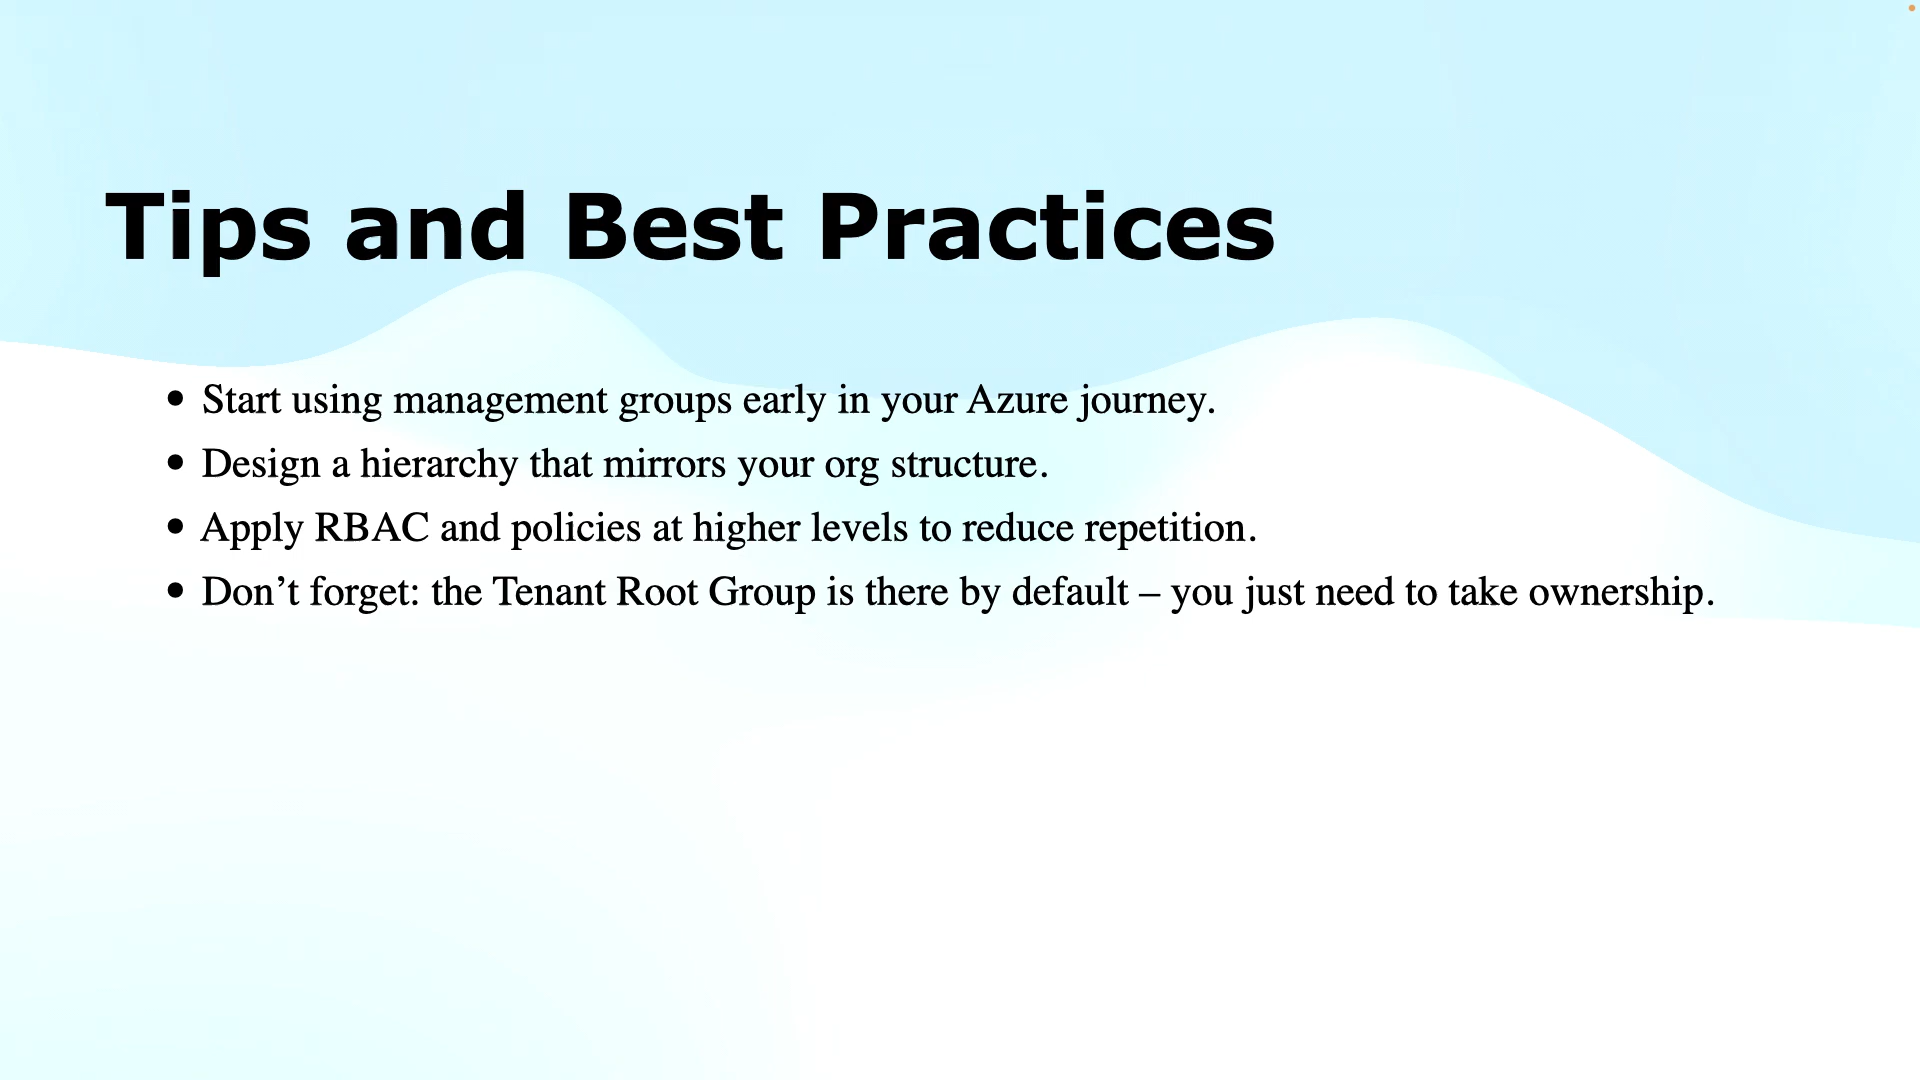 Tips and Best Practices
• Start using management groups early in your Azure journey.
• Design a hierarchy that mirrors your org structure.
• Apply RBAC and policies at higher levels to reduce repetition.
• Don’t forget: the Tenant Root Group is there by default – you just need to take ownership.